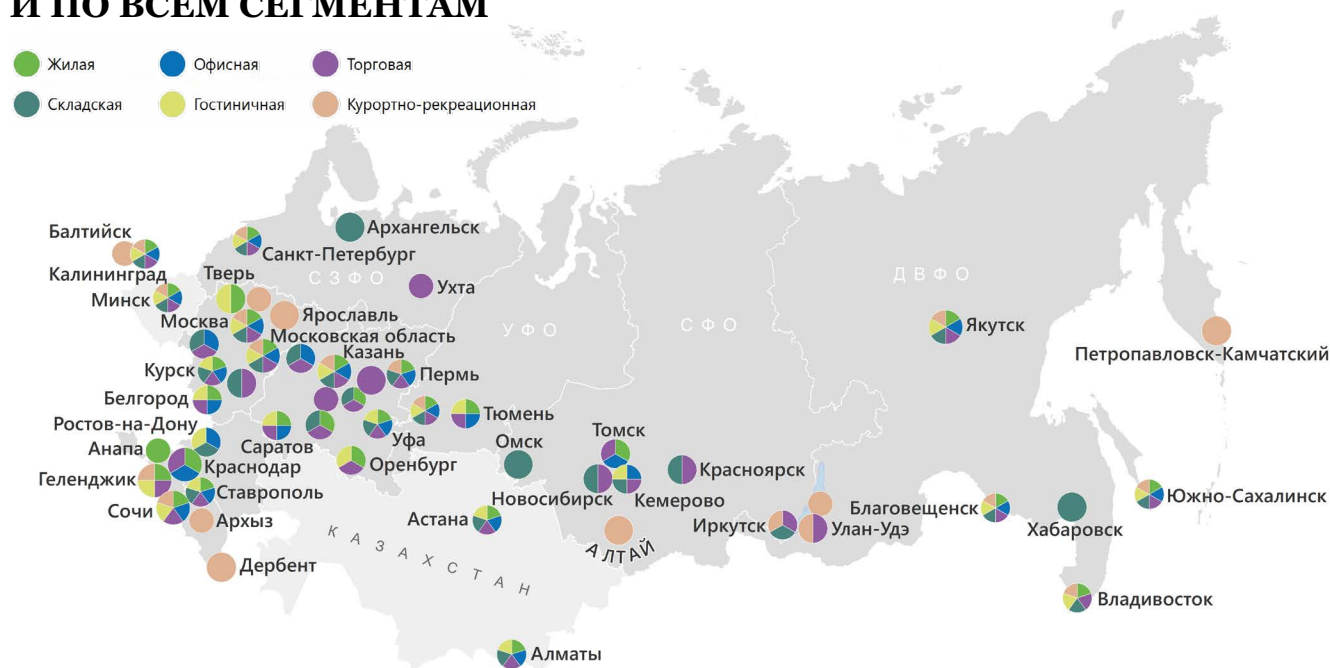 И ПО ВСЕМ СЕГМЕНТАМ
Жилая
Офисная
Торговая
Складская
Гостиничная
Курортно-рекреационная
Балтийск
Архангельск
Санкт-Петербург
Калининград
Тверь
СЗФО
ДВФО
Минск
Ухта
Москва
Ярославль
УФО
СФО
Якутск
Московская область
Казань
Петропавловск-Камчатский
Курск
Пермь
Белгород
Тюмень
Ростов-на-Дону
Саратов
Уфа
Омск
Томск
Анапа
Краснодар
Оренбург
Красноярск
Геленджик
Ставрополь
Новосибирск
Кемерово
Южно-Сахалинск
Сочи
Архыз
Астана
Благовещенск
Иркутск
Улан-Удэ
Хабаровск
КАЗАХСТАН
АЛТАЙ
Дербент
Владивосток
Алматы